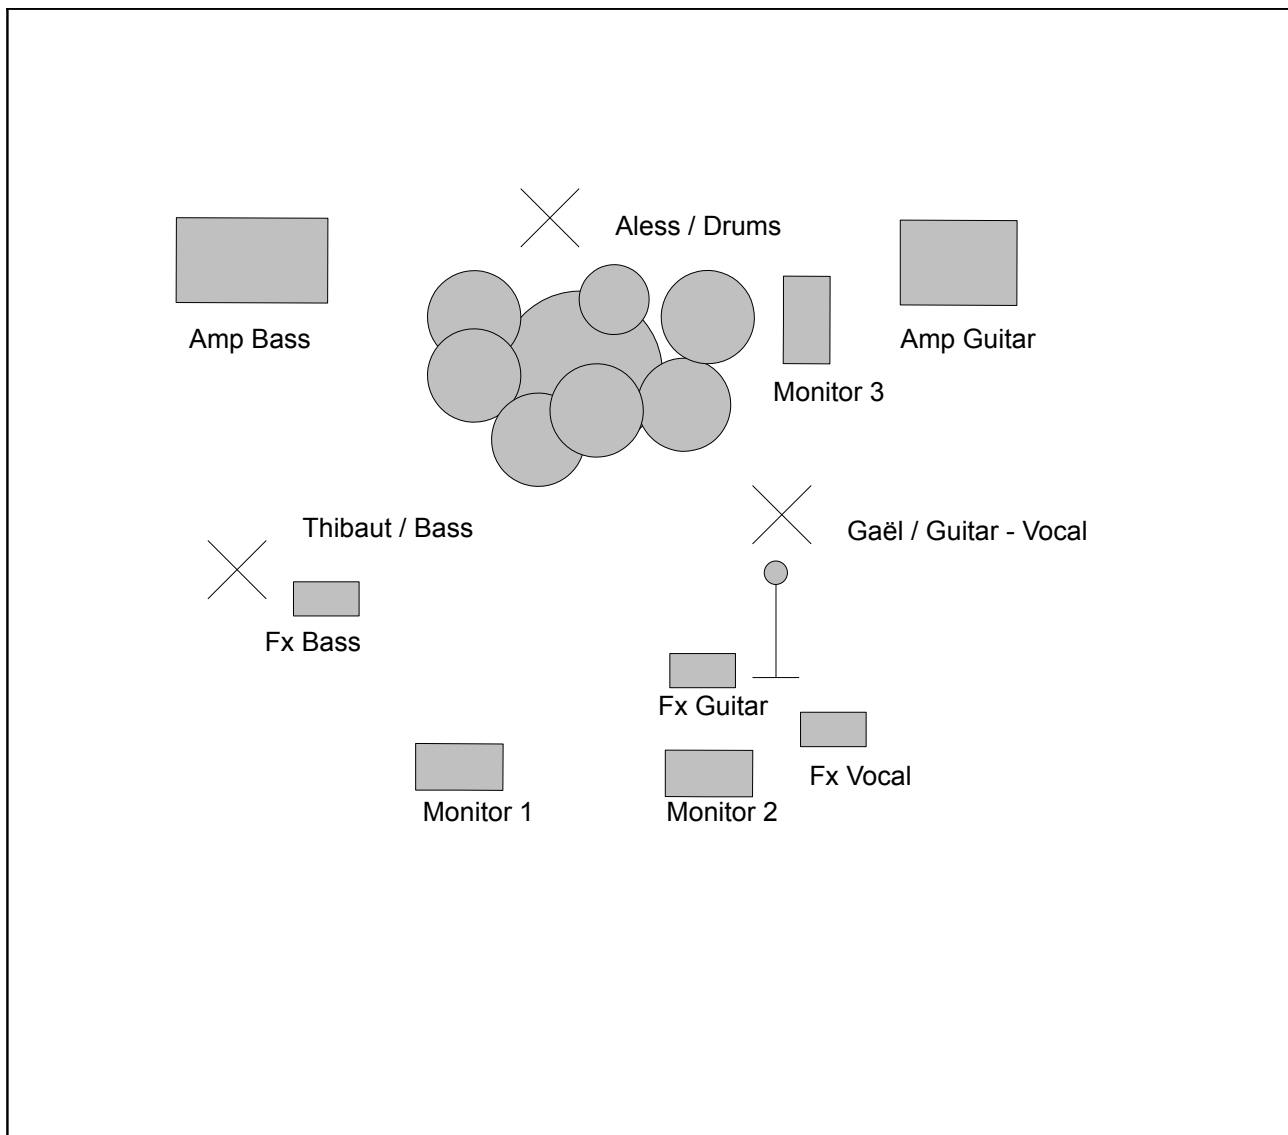 Aless / Drums
Amp Bass
Amp Guitar
Monitor 3
Thibaut / Bass
Gaël / Guitar - Vocal
Fx Bass
Fx Guitar
Fx Vocal
Monitor 1
Monitor 2